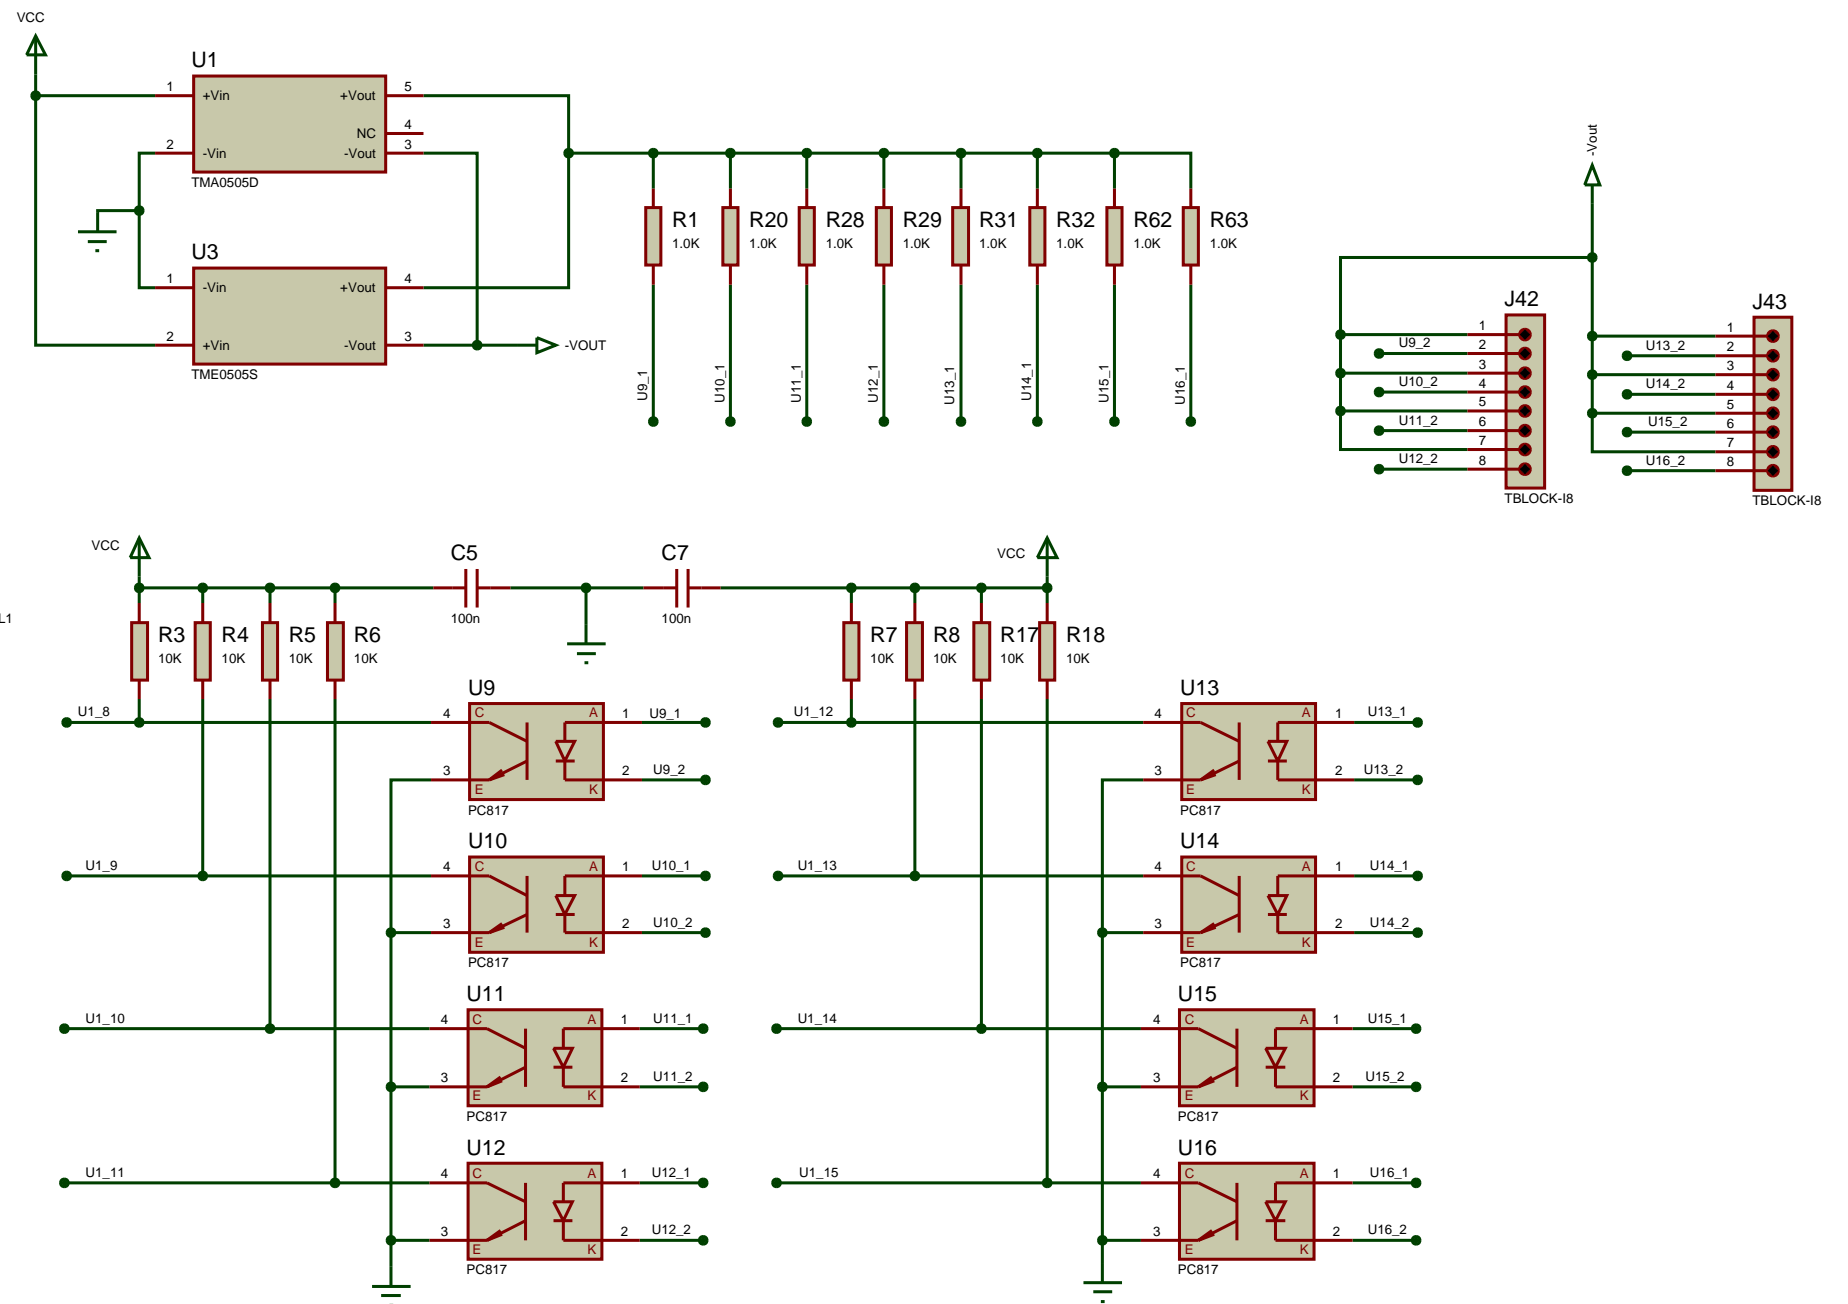 VCC
U1
1
+Vin
+Vout
5
NC
4
2
-Vin
-Vout
3
TMA0505D
U3
1
-Vin
+Vout
4
2
+Vin
-Vout
3
-VOUT
TME0505S
R1
1.0K
R20
1.0K
R28
1.0K
R29
1.0K
R31
1.0K
R32
1.0K
R62
1.0K
R63
1.0K
U9_1
U10_1
U11_1
U12_1
U13_1
U14_1
U15_1
U16_1
-Vout
J42
1
U9_2
2
3
U10_2
4
5
U11_2
6
7
U12_2
8
TBLOCK-I8
J43
1
U13_2
2
3
U14_2
4
5
U15_2
6
7
U16_2
8
TBLOCK-I8
L1
VCC
C5
100n
C7
100n
VCC
R3
10K
R4
10K
R5
10K
R6
10K
R7
10K
R8
10K
R17
10K
R18
10K
U9
U1_8
4
C
A
1
U9_1
3
E
K
2
U9_2
PC817
U10
U1_9
4
C
A
1
U10_1
3
E
K
2
U10_2
PC817
U11
U1_10
4
C
A
1
U11_1
3
E
K
2
U11_2
PC817
U12
U1_11
4
C
A
1
U12_1
3
E
K
2
U12_2
PC817
U13
U1_12
4
C
A
1
U13_1
3
E
K
2
U13_2
PC817
U14
U1_13
4
C
A
1
U14_1
3
E
K
2
U14_2
PC817
U15
U1_14
4
C
A
1
U15_1
3
E
K
2
U15_2
PC817
U16
U1_15
4
C
A
1
U16_1
3
E
K
2
U16_2
PC817